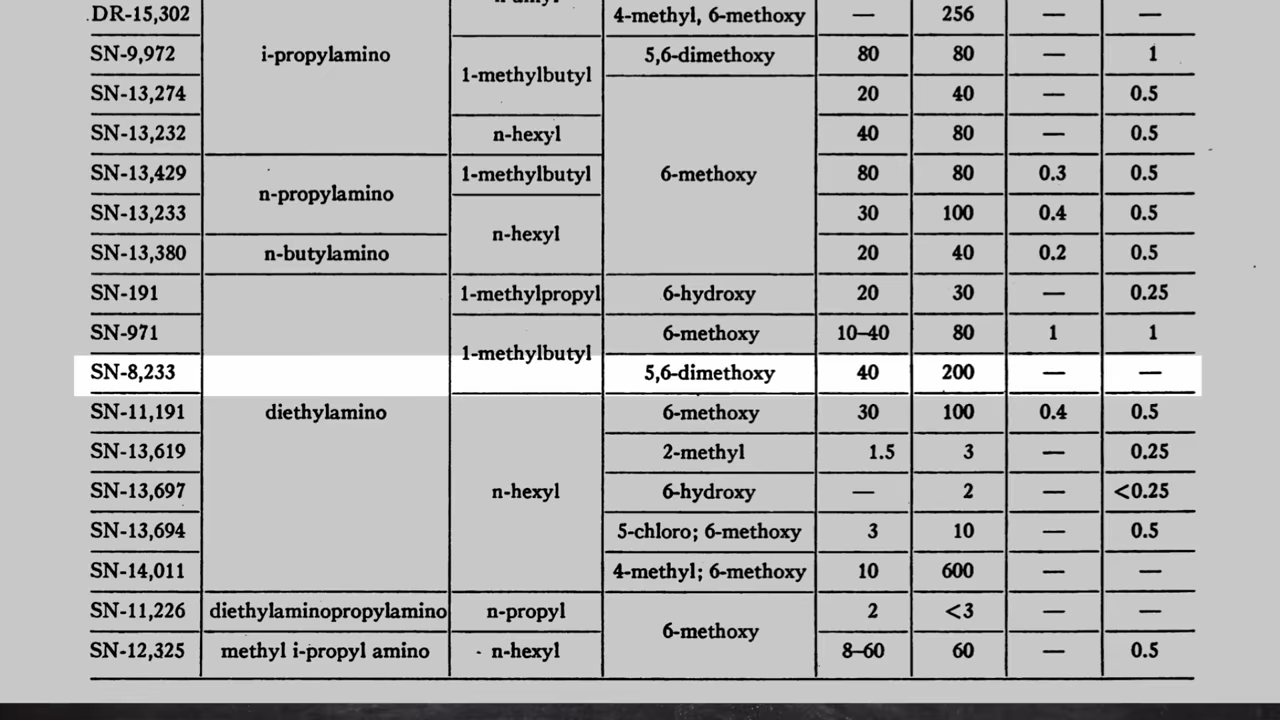 DR-15,302 4-methyl, 6-methoxy — 256 — —
SN-9,972 i-propylamino 5,6-dimethoxy 80 80 — 1
1-methylbutyl
SN-13,274 20 40 — 0.5
SN-13,232 n-hexyl 40 80 — 0.5
SN-13,429 1-methylbutyl 6-methoxy 80 80 0.3 0.5
n-propylamino
SN-13,233 30 100 0.4 0.5
n-hexyl
SN-13,380 n-butylamino 20 40 0.2 0.5
SN-191 1-methylpropyl 6-hydroxy 20 30 — 0.25
SN-971 6-methoxy 10–40 80 1 1
1-methylbutyl
SN-8,233 5,6-dimethoxy 40 200 — —
SN-11,191 diethylamino 6-methoxy 30 100 0.4 0.5
SN-13,619 2-methyl 1.5 3 — 0.25
SN-13,697 n-hexyl 6-hydroxy — 2 — <0.25
SN-13,694 5-chloro; 6-methoxy 3 10 — 0.5
SN-14,011 4-methyl; 6-methoxy 10 600 — —
SN-11,226 diethylaminopropylamino n-propyl 2 <3 — —
6-methoxy
SN-12,325 methyl i-propyl amino n-hexyl 8–60 60 — 0.5